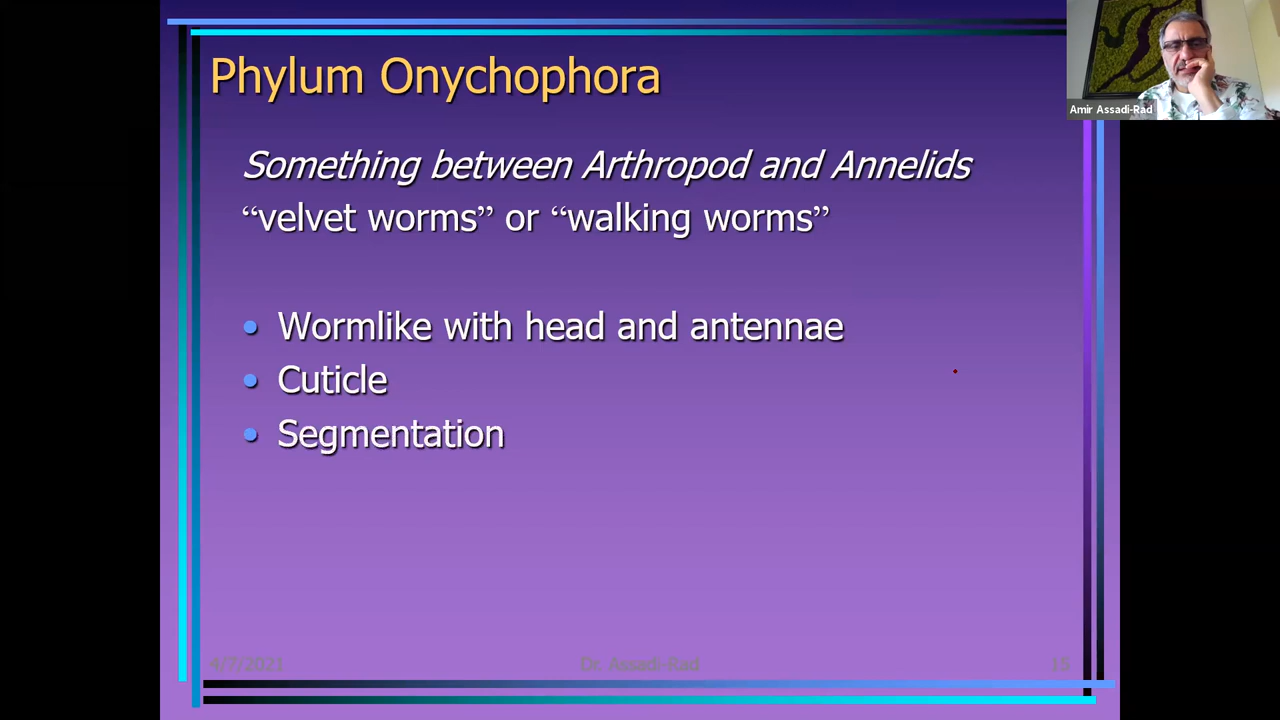 Phylum Onychophora
Amir Assadi-Rad
Something between Arthropod and Annelids
“velvet worms” or “walking worms”
• Wormlike with head and antennae
• Cuticle
• Segmentation
4/7/2021
Dr. Assadi-Rad
15